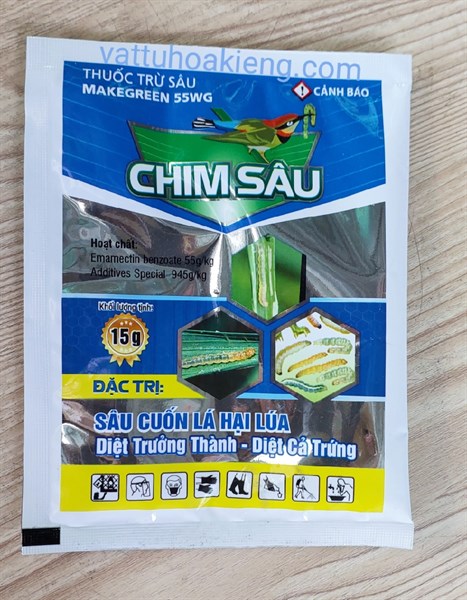 vattuhoakieng.com
THUỐC TRỪ SÂU
MAKEGREEN 55WG
CẢNH BÁO
CHIM SÂU
Hoạt chất:
Emamectin benzoate 55g/kg
Additives Special 945g/kg
Khối lượng tịnh:
15g
ĐẶC TRỊ:
SÂU CUỐN LÁ HẠI LÚA
Diệt Trưởng Thành - Diệt Cả Trứng